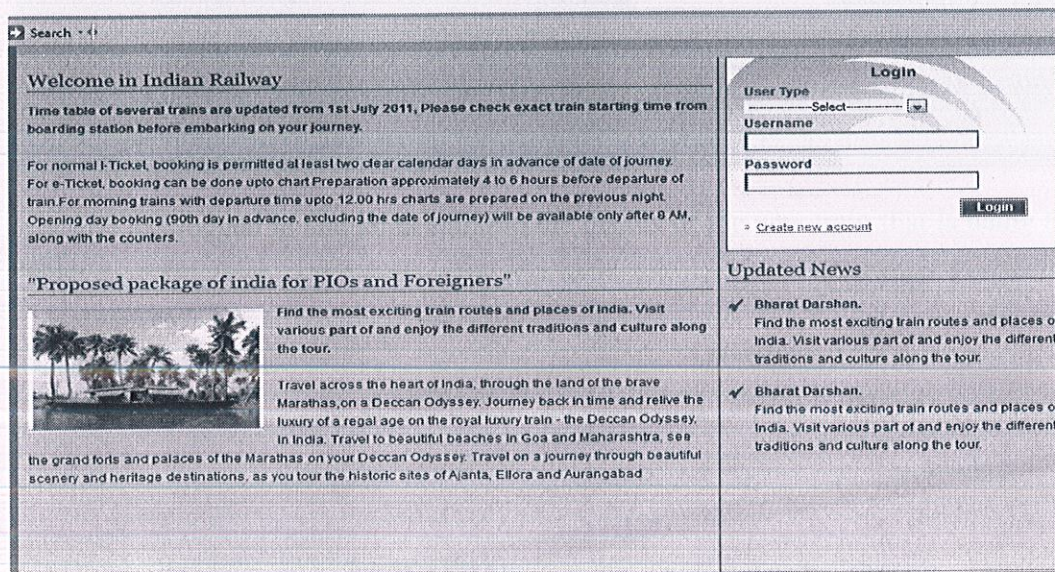 Search
Welcome in Indian Railway
Time table of several trains are updated from 1st July 2011, Please check exact train starting time from
boarding station before embarking on your journey.
For normal I-Ticket, booking is permitted at least two clear calendar days in advance of date of journey.
For e-Ticket, booking can be done upto chart Preparation approximately 4 to 6 hours before departure of
train.For morning trains with departure time upto 12.00 hrs charts are prepared on the previous night.
Opening day booking (90th day in advance, excluding the date of journey) will be available only after 8 AM,
along with the counters.
"Proposed package of india for PIOs and Foreigners"
Find the most exciting train routes and places of India. Visit
various part of and enjoy the different traditions and culture along
the tour.
Travel across the heart of India, through the land of the brave
Marathas,on a Deccan Odyssey. Journey back in time and relive the
luxury of a regal age on the royal luxury train - the Deccan Odyssey,
in India. Travel to beautiful beaches in Goa and Maharashtra, see
the grand forts and palaces of the Marathas on your Deccan Odyssey. Travel on a journey through beautiful
scenery and heritage destinations, as you tour the historic sites of Ajanta, Ellora and Aurangabad
Login
User Type
---------------Select---------------
Username
Password
Login
» Create new account
Updated News
Bharat Darshan.
Find the most exciting train routes and places o
India. Visit various part of and enjoy the different
traditions and culture along the tour.
Bharat Darshan.
Find the most exciting train routes and places o
India. Visit various part of and enjoy the different
traditions and culture along the tour.